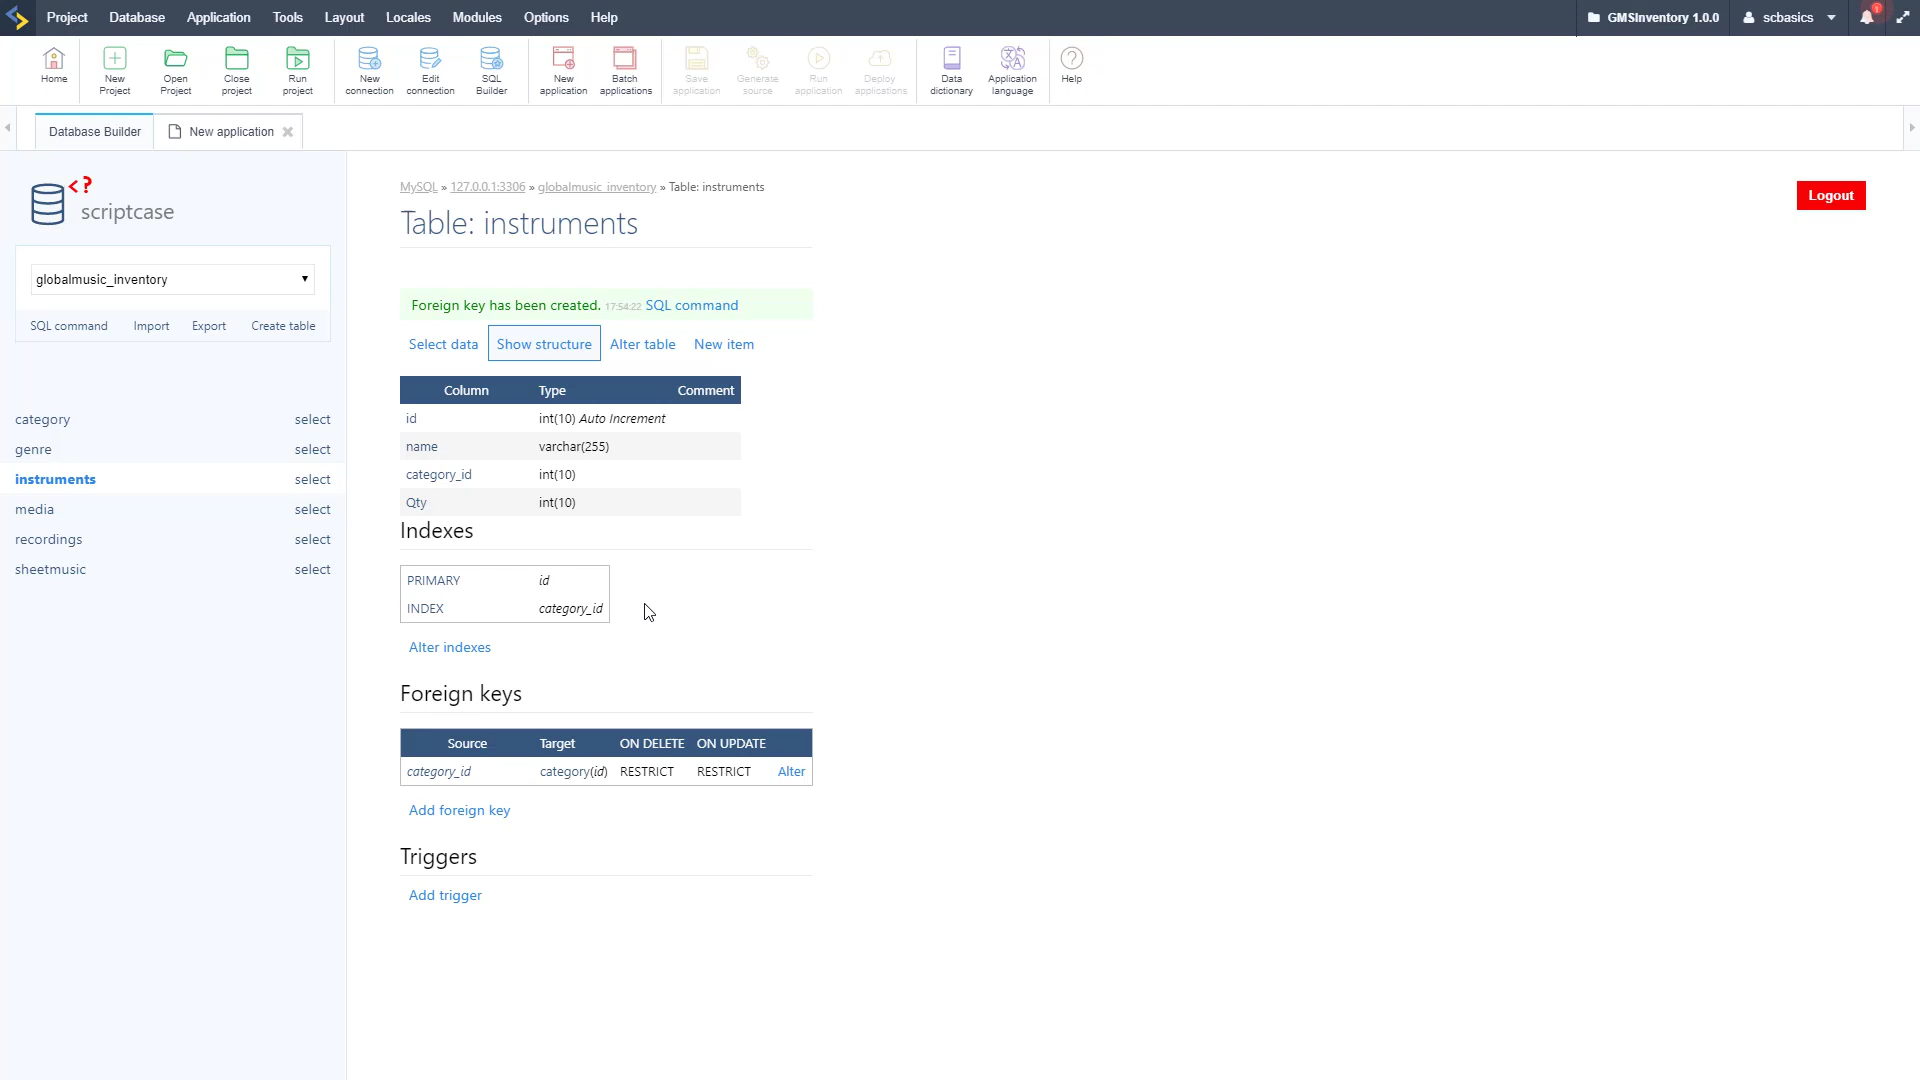 Project Database Application Tools Layout Locales Modules Options Help GMSInventory 1.0.0 scbasics 1
Home New Project Open Project Close project Run project New connection Edit connection SQL Builder New application Batch applications Save application Generate source Run application Deploy applications Data dictionary Application language Help
Database Builder New application
<? scriptcase
globalmusic_inventory
SQL command Import Export Create table
category select
genre select
instruments select
media select
recordings select
sheetmusic select
MySQL » 127.0.0.1:3306 » globalmusic_inventory » Table: instruments
Logout
Table: instruments
Foreign key has been created. 17:54:22 SQL command
Select data Show structure Alter table New item
Column Type Comment
id int(10) Auto Increment
name varchar(255)
category_id int(10)
Qty int(10)
Indexes
PRIMARY id
INDEX category_id
Alter indexes
Foreign keys
Source Target ON DELETE ON UPDATE
category_id category(id) RESTRICT RESTRICT Alter
Add foreign key
Triggers
Add trigger